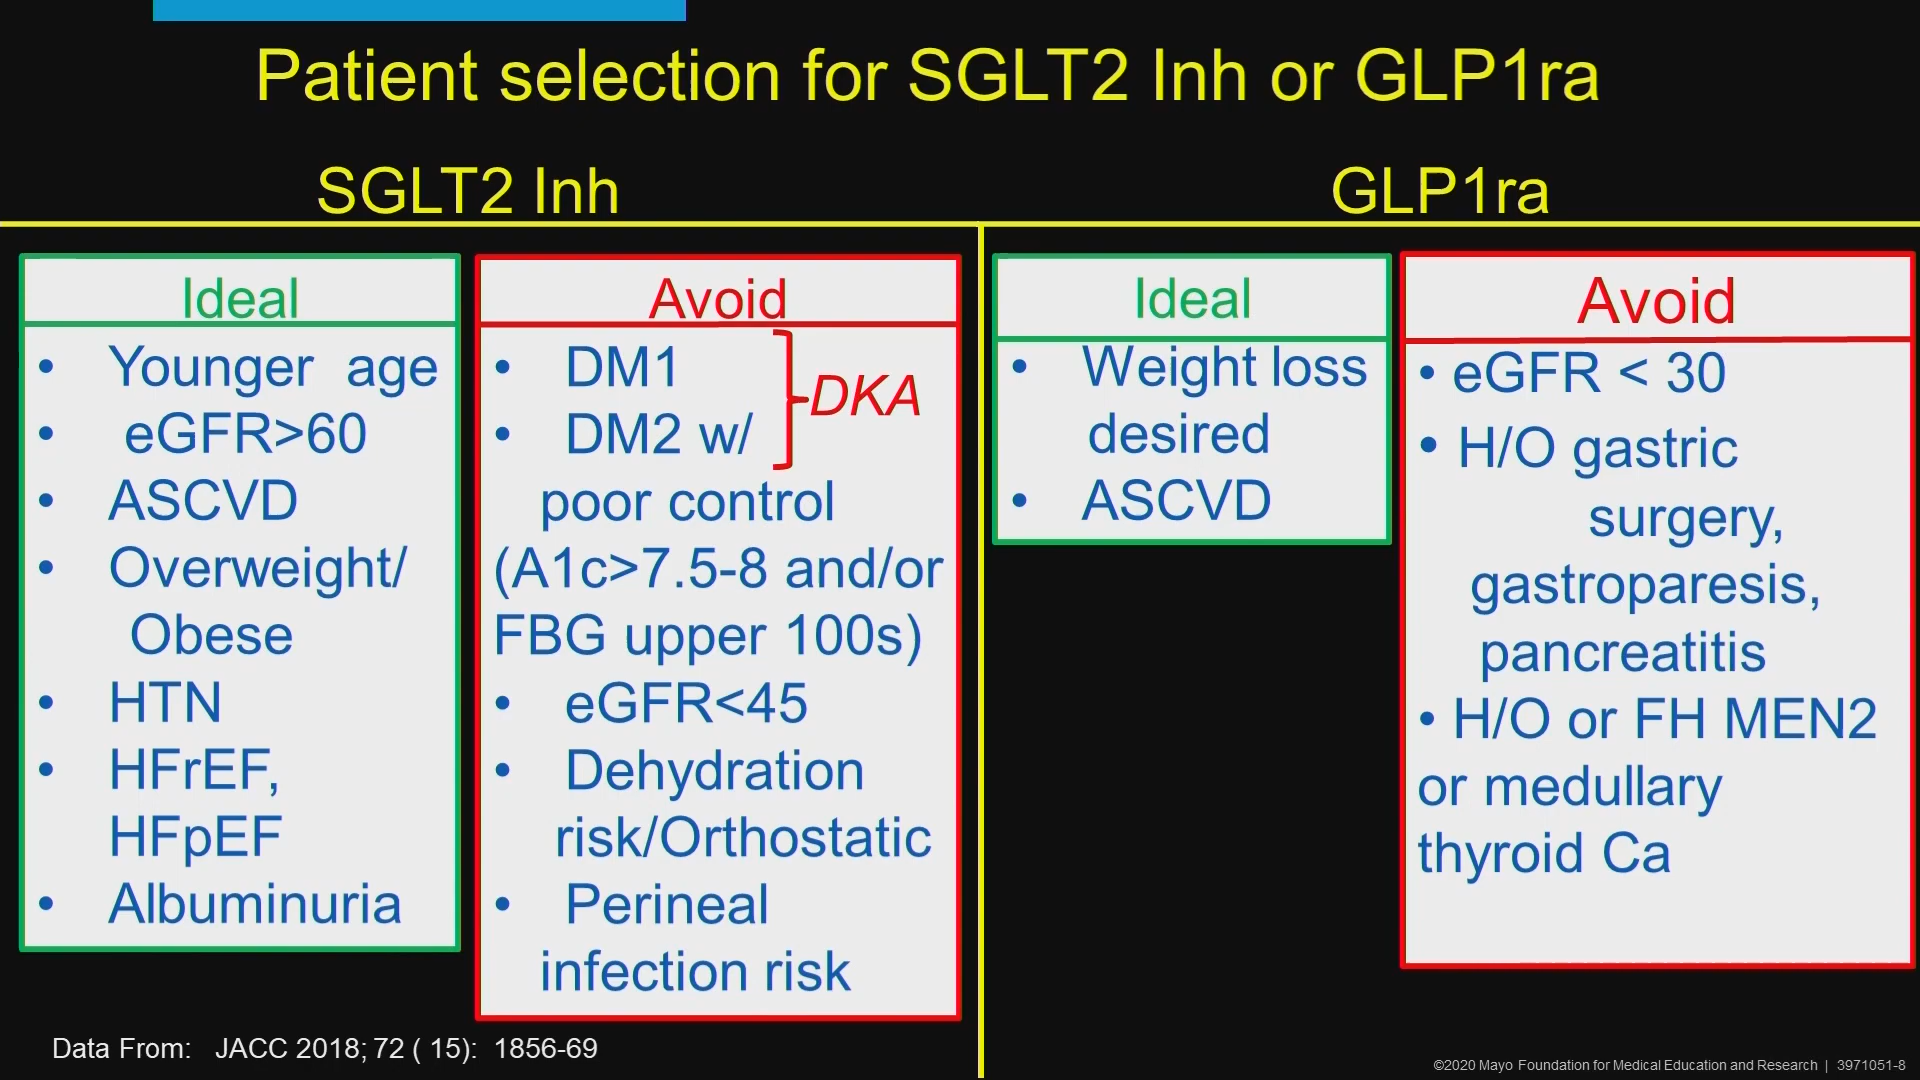 Patient selection for SGLT2 Inh or GLP1ra
SGLT2 Inh
Ideal
• Younger age
• eGFR>60
• ASCVD
• Overweight/
Obese
• HTN
• HFrEF,
HFpEF
• Albuminuria
Avoid
• DM1
• DM2 w/
DKA
poor control
(A1c>7.5-8 and/or
FBG upper 100s)
• eGFR<45
• Dehydration
risk/Orthostatic
• Perineal
infection risk
GLP1ra
Ideal
• Weight loss
desired
• ASCVD
Avoid
• eGFR < 30
• H/O gastric
surgery,
gastroparesis,
pancreatitis
• H/O or FH MEN2
or medullary
thyroid Ca
Data From: JACC 2018; 72 ( 15): 1856-69
©2020 Mayo Foundation for Medical Education and Research | 3971051-8